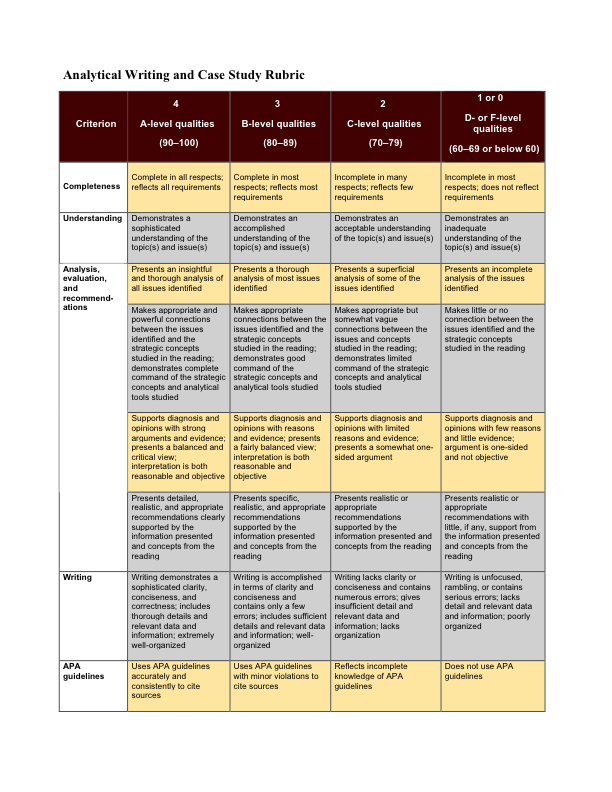 Analytical Writing and Case Study Rubric
Criterion
4
A-level qualities
(90–100)
3
B-level qualities
(80–89)
2
C-level qualities
(70–79)
1 or 0
D- or F-level
qualities
(60–69 or below 60)
Completeness
Complete in all respects;
reflects all requirements
Complete in most
respects; reflects most
requirements
Incomplete in many
respects; reflects few
requirements
Incomplete in most
respects; does not reflect
requirements
Understanding
Demonstrates a
sophisticated
understanding of the
topic(s) and issue(s)
Demonstrates an
accomplished
understanding of the
topic(s) and issue(s)
Demonstrates an
acceptable understanding
of the topic(s) and issue(s)
Demonstrates an
inadequate
understanding of the
topic(s) and issue(s)
Analysis,
evaluation,
and
recommend-
ations
Presents an insightful
and thorough analysis of
all issues identified
Presents a thorough
analysis of most issues
identified
Presents a superficial
analysis of some of the
issues identified
Presents an incomplete
analysis of the issues
identified
Makes appropriate and
powerful connections
between the issues
identified and the
strategic concepts
studied in the reading;
demonstrates complete
command of the strategic
concepts and analytical
tools studied
Makes appropriate
connections between the
issues identified and the
strategic concepts
studied in the reading;
demonstrates good
command of the
strategic concepts and
analytical tools studied
Makes appropriate but
somewhat vague
connections between the
issues and concepts
studied in the reading;
demonstrates limited
command of the strategic
concepts and analytical
tools studied
Makes little or no
connection between the
issues identified and the
strategic concepts
studied in the reading
Supports diagnosis and
opinions with strong
arguments and evidence;
presents a balanced and
critical view;
interpretation is both
reasonable and objective
Supports diagnosis and
opinions with reasons
and evidence; presents
a fairly balanced view;
interpretation is both
reasonable and
objective
Supports diagnosis and
opinions with limited
reasons and evidence;
presents a somewhat one-
sided argument
Supports diagnosis and
opinions with few reasons
and little evidence;
argument is one-sided
and not objective
Presents detailed,
realistic, and appropriate
recommendations clearly
supported by the
information presented
and concepts from the
reading
Presents specific,
realistic, and appropriate
recommendations
supported by the
information presented
and concepts from the
reading
Presents realistic or
appropriate
recommendations
supported by the
information presented and
concepts from the reading
Presents realistic or
appropriate
recommendations with
little, if any, support from
the information presented
and concepts from the
reading
Writing
Writing demonstrates a
sophisticated clarity,
conciseness, and
correctness; includes
thorough details and
relevant data and
information; extremely
well-organized
Writing is accomplished
in terms of clarity and
conciseness and
contains only a few
errors; includes sufficient
details and relevant data
and information; well-
organized
Writing lacks clarity or
conciseness and contains
numerous errors; gives
insufficient detail and
relevant data and
information; lacks
organization
Writing is unfocused,
rambling, or contains
serious errors; lacks
detail and relevant data
and information; poorly
organized
APA
guidelines
Uses APA guidelines
accurately and
consistently to cite
sources
Uses APA guidelines
with minor violations to
cite sources
Reflects incomplete
knowledge of APA
guidelines
Does not use APA
guidelines